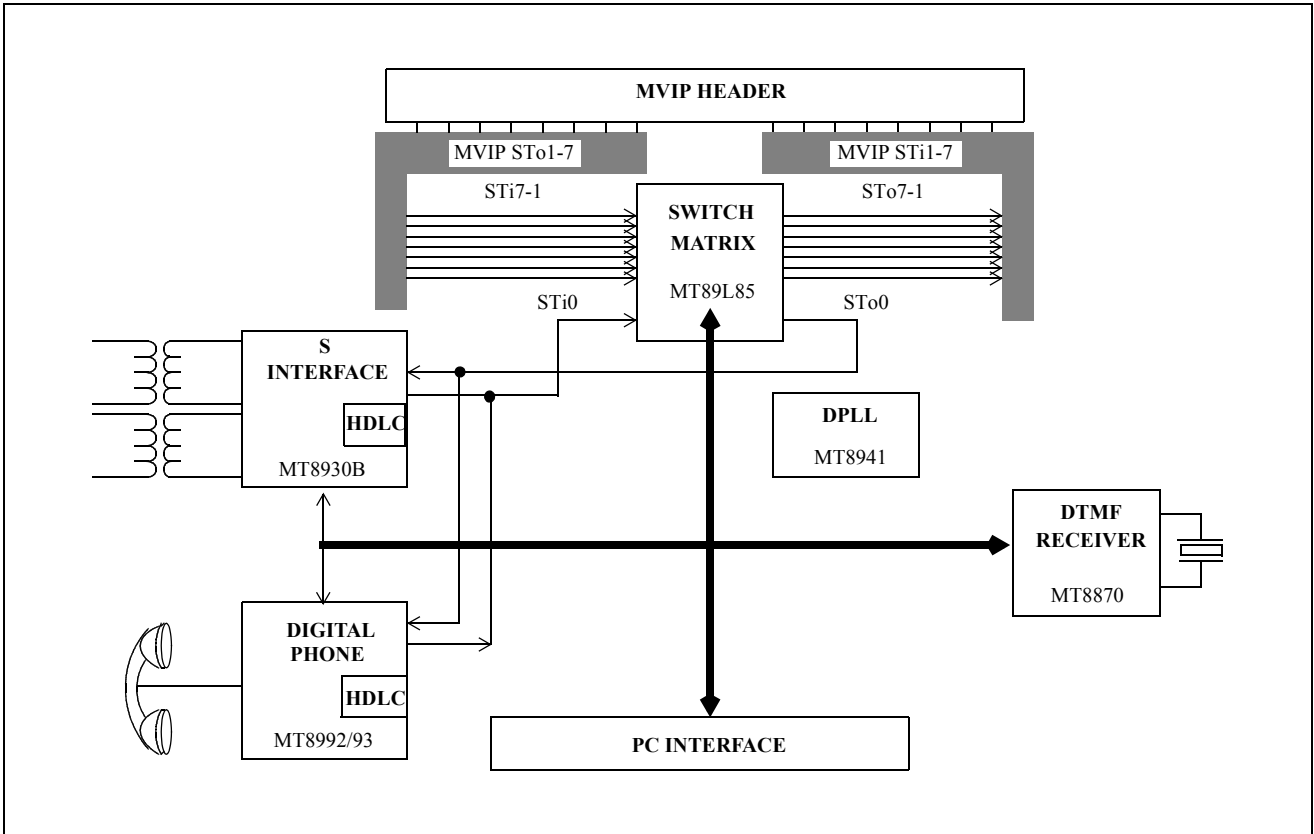 MVIP HEADER
MVIP STo1-7
MVIP STi1-7
STi7-1
STo7-1
SWITCH
MATRIX
MT89L85
STi0
STo0
S
INTERFACE
HDLC
MT8930B
DPLL
MT8941
DTMF
RECEIVER
MT8870
DIGITAL
PHONE
HDLC
MT8992/93
PC INTERFACE